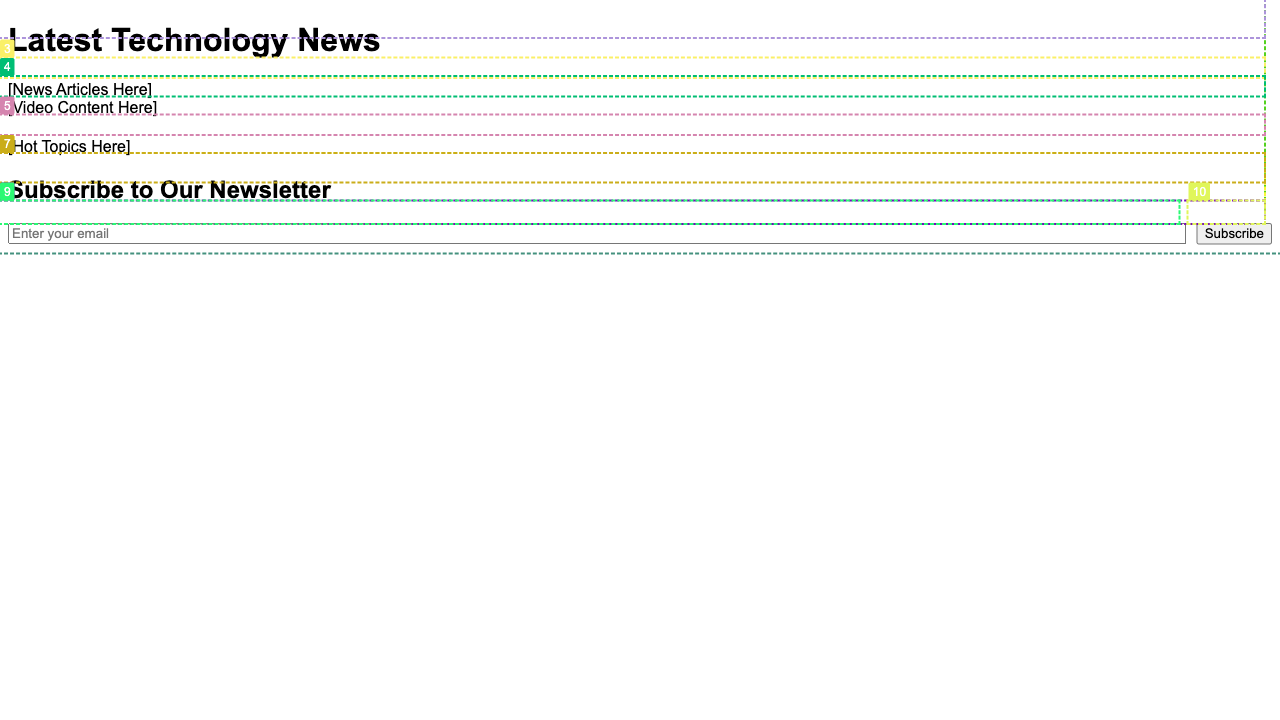 Latest Technology News
3
4
[News Articles Here]
5
[Video Content Here]
7
[Hot Topics Here]
9
Subscribe to Our Newsletter
10
Enter your email
Subscribe